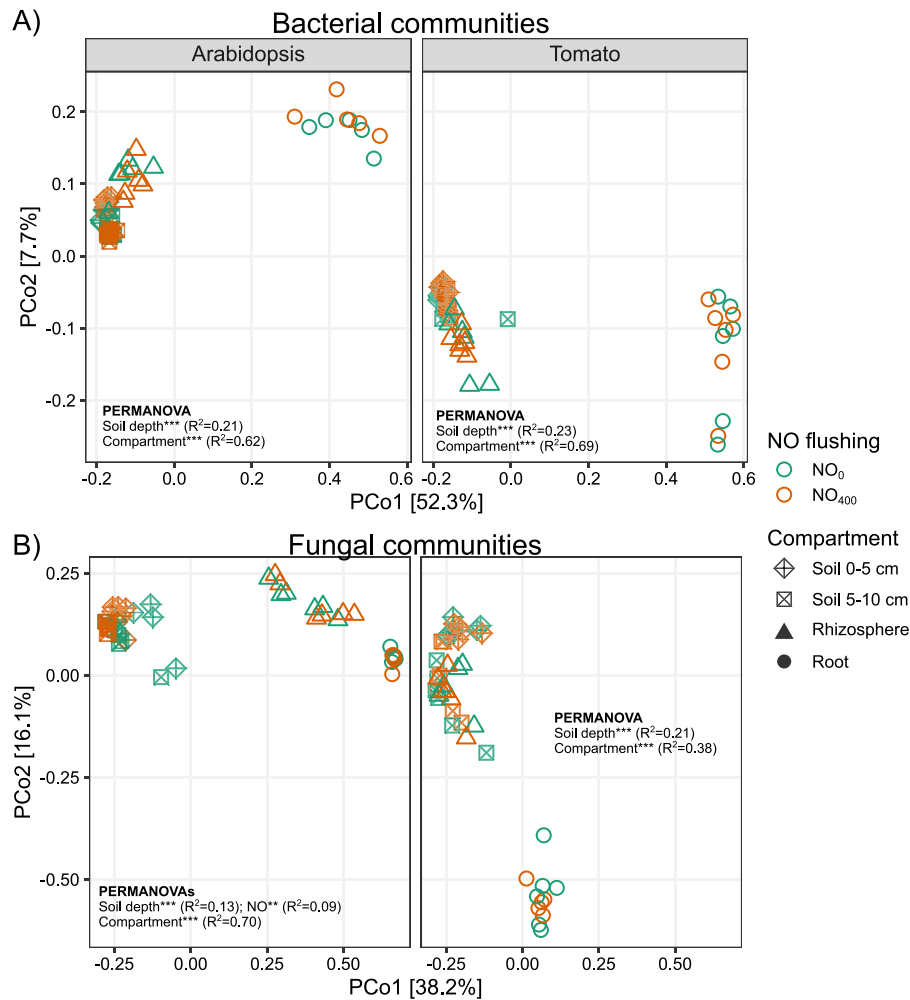 A)
Bacterial communities
Arabidopsis
Tomato
PCo2 [7.7%]
0.2
0.1
0.0
-0.1
-0.2
PERMANOVA
Soil depth*** (R²=0.21)
Compartment*** (R²=0.62)
PERMANOVA
Soil depth*** (R²=0.23)
Compartment*** (R²=0.69)
-0.2 0.0 0.2 0.4 0.6
-0.2 0.0 0.2 0.4 0.6
PCo1 [52.3%]
B)
Fungal communities
PCo2 [16.1%]
0.25
0.00
-0.25
-0.50
PERMANOVAs
Soil depth*** (R²=0.13); NO** (R²=0.09)
Compartment*** (R²=0.70)
PERMANOVA
Soil depth*** (R²=0.21)
Compartment*** (R²=0.38)
-0.25 0.00 0.25 0.50
-0.25 0.00 0.25 0.50
PCo1 [38.2%]
NO flushing
NO₀
NO₄₀₀
Compartment
Soil 0-5 cm
Soil 5-10 cm
Rhizosphere
Root